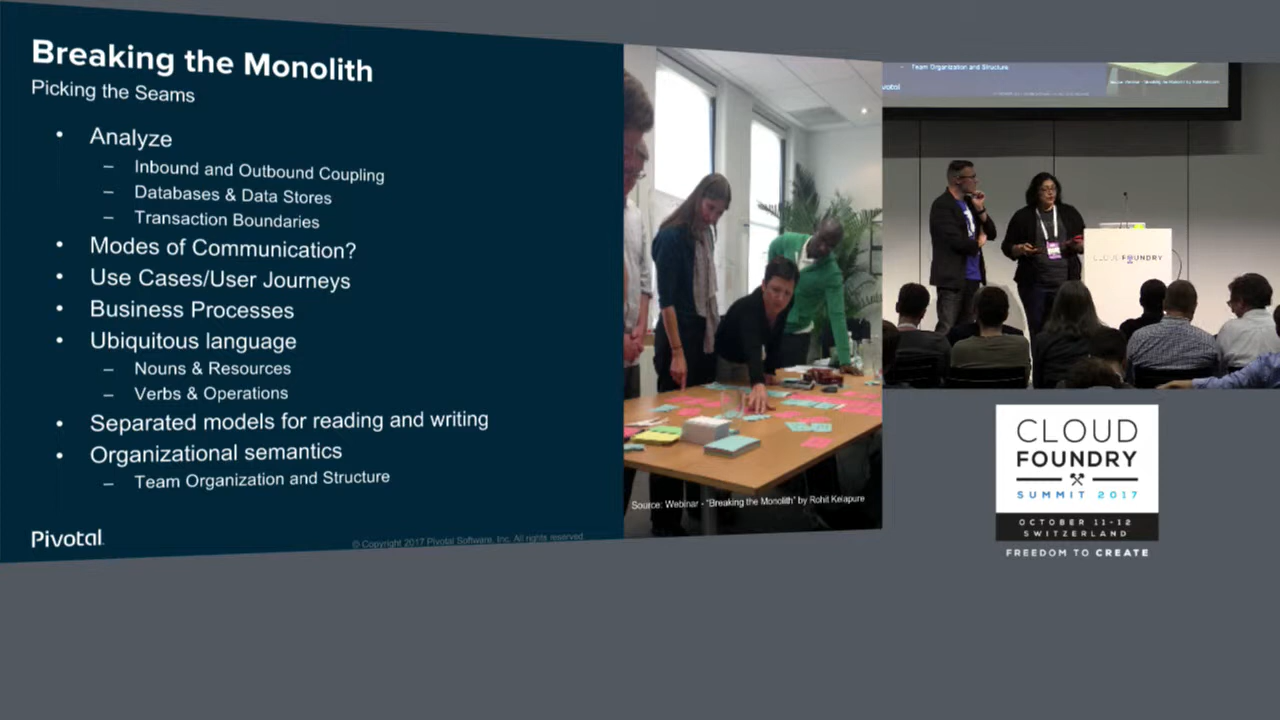 Breaking the Monolith
Picking the Seams
• Analyze
– Inbound and Outbound Coupling
– Databases & Data Stores
– Transaction Boundaries
• Modes of Communication?
• Use Cases/User Journeys
• Business Processes
• Ubiquitous language
– Nouns & Resources
– Verbs & Operations
• Separated models for reading and writing
• Organizational semantics
– Team Organization and Structure
Pivotal
© Copyright 2017 Pivotal Software, Inc. All rights reserved.
Source: Webinar - "Breaking the Monolith" by Rohit Kelapure
– Team Organization and Structure
CLOUD FOUNDRY
CLOUD
FOUNDRY
SUMMIT 2017
OCTOBER 11-12
SWITZERLAND
FREEDOM TO CREATE